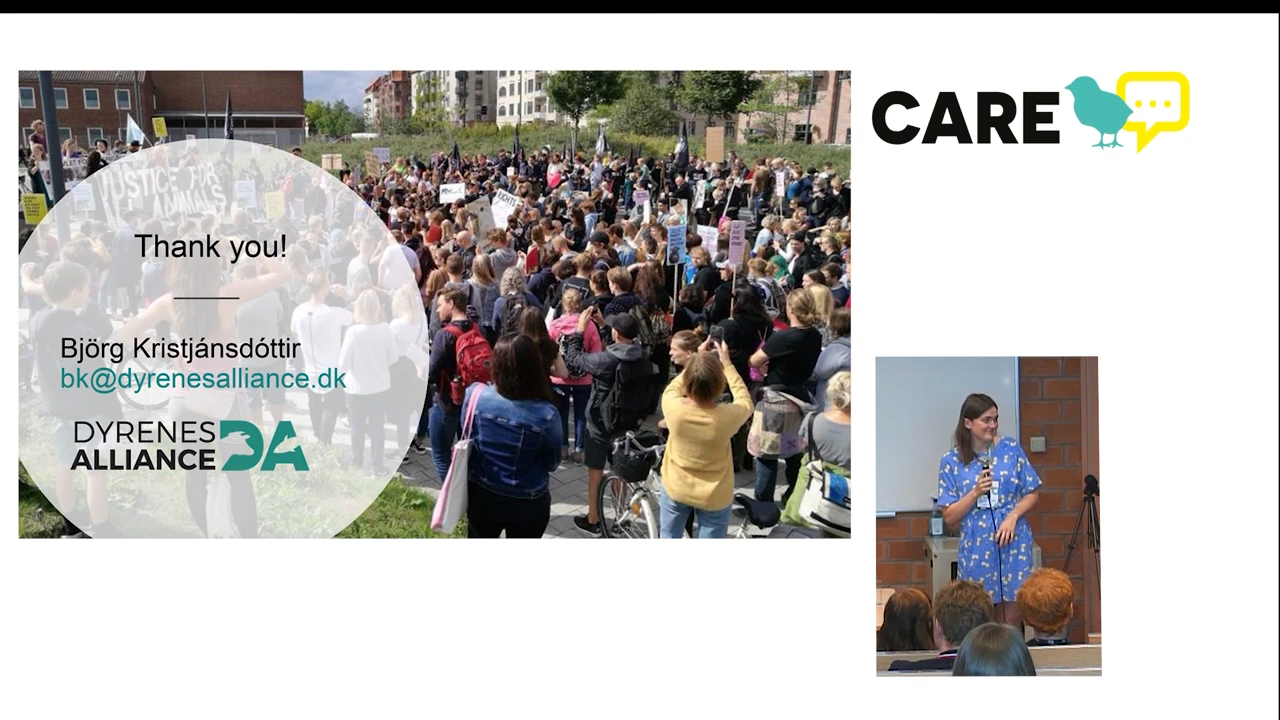 CARE
JUSTICE FOR
ANIMALS
Thank you!
Björg Kristjánsdóttir
bk@dyrenesalliance.dk
DYRENES
ALLIANCE DA